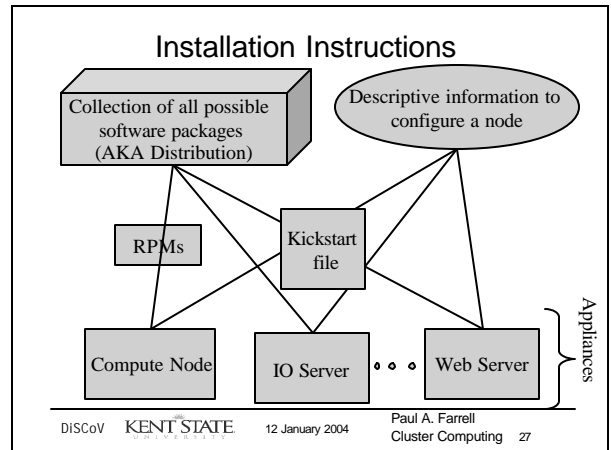 Installation Instructions
Collection of all possible
software packages
(AKA Distribution)
Descriptive information to
configure a node
RPMs
Kickstart
file
Compute Node
IO Server
Web Server
Appliances
DiSCoV
KENT STATE
UNIVERSITY
12 January 2004
Paul A. Farrell
Cluster Computing 27